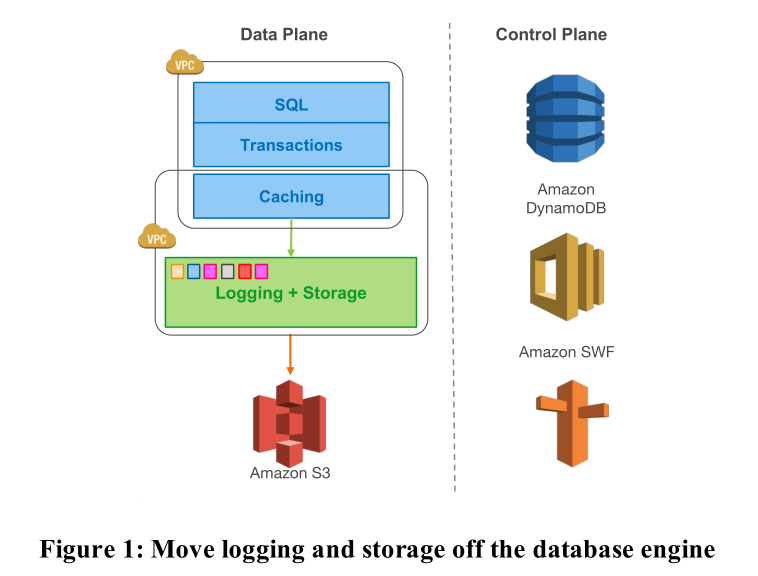 Data Plane
Control Plane
VPC
SQL
Transactions
Caching
VPC
Logging + Storage
Amazon S3
Amazon
DynamoDB
Amazon SWF
Figure 1: Move logging and storage off the database engine